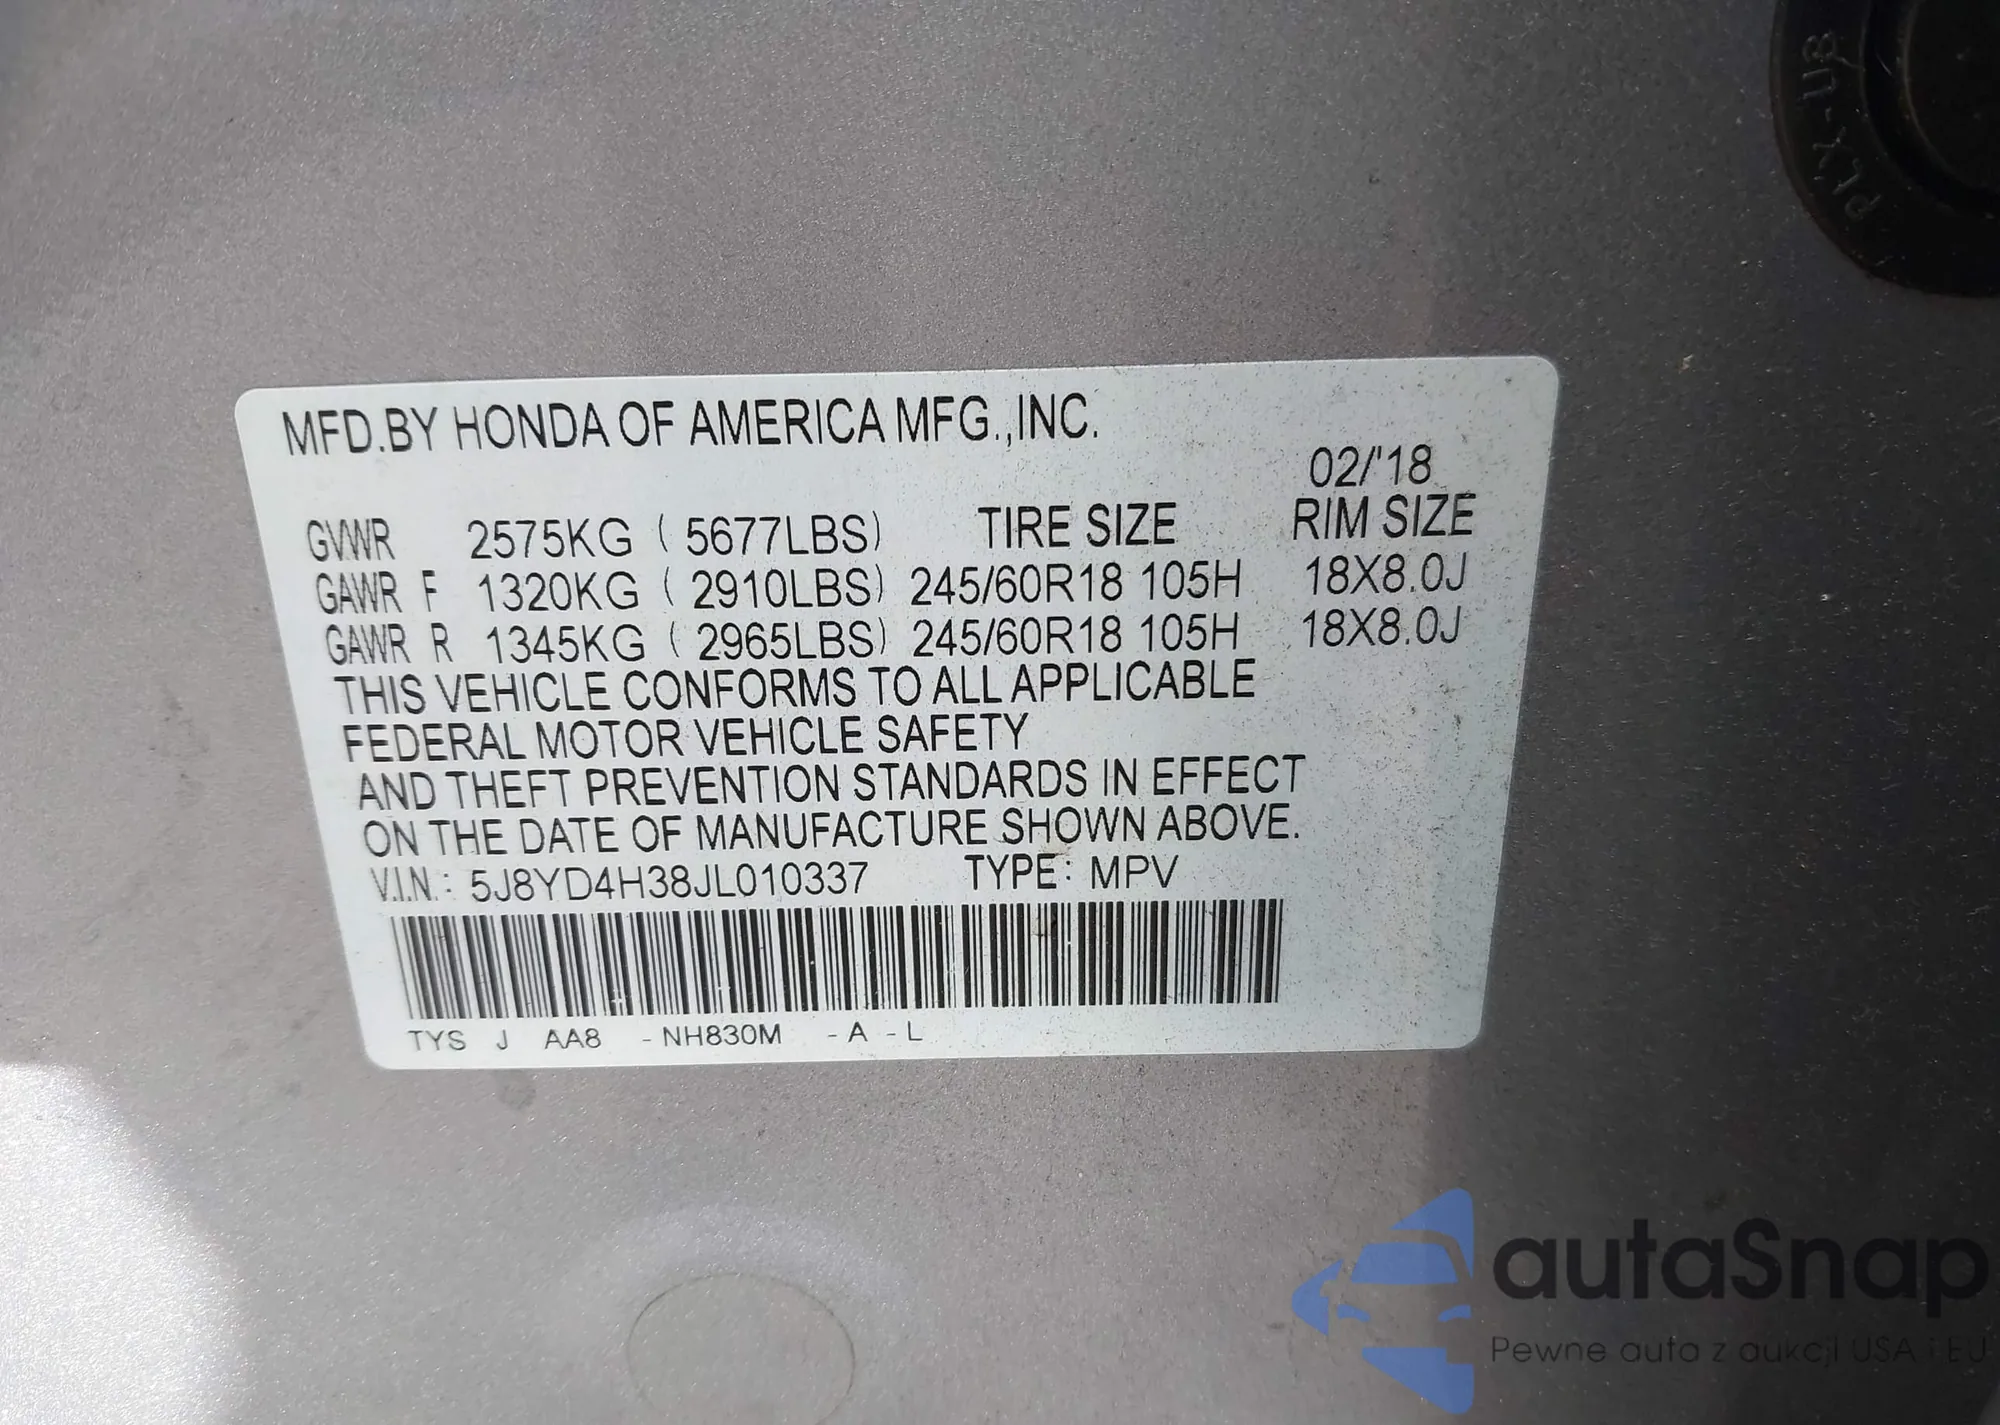 PLX-U8
MFD.BY HONDA OF AMERICA MFG.,INC.
02/'18
GVWR 2575KG ( 5677LBS) TIRE SIZE RIM SIZE
GAWR F 1320KG ( 2910LBS) 245/60R18 105H 18X8.0J
GAWR R 1345KG ( 2965LBS) 245/60R18 105H 18X8.0J
THIS VEHICLE CONFORMS TO ALL APPLICABLE
FEDERAL MOTOR VEHICLE SAFETY
AND THEFT PREVENTION STANDARDS IN EFFECT
ON THE DATE OF MANUFACTURE SHOWN ABOVE.
V.I.N.: 5J8YD4H38JL010337 TYPE: MPV
TYS J AA8 -NH830M -A -L
autaSnap
Pewne auta z aukcji USA i EU